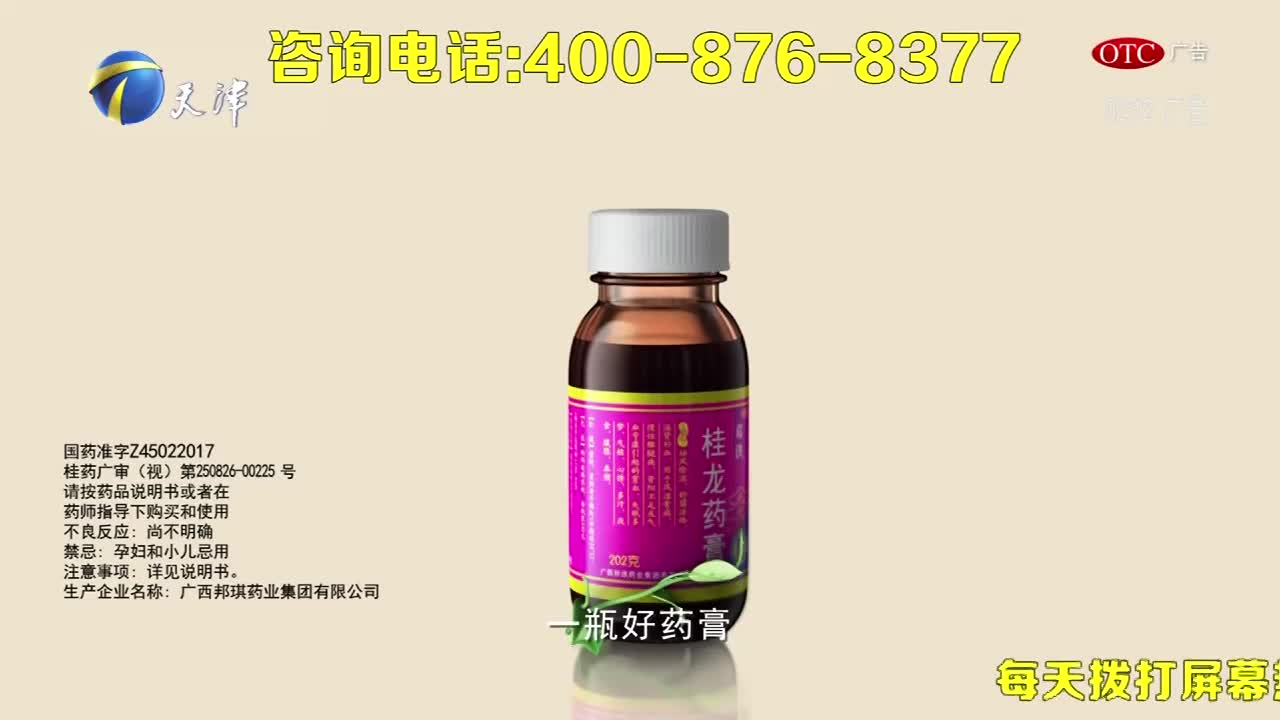 咨询电话:400-876-8377
天津
OTC 广告
国药准字Z45022017
桂药广审（视）第250826-00225 号
请按药品说明书或者在
药师指导下购买和使用
不良反应：尚不明确
禁忌：孕妇和小儿忌用
注意事项：详见说明书。
生产企业名称：广西邦琪药业集团有限公司
桂龙药膏
202克
一瓶好药膏
每天拨打屏幕